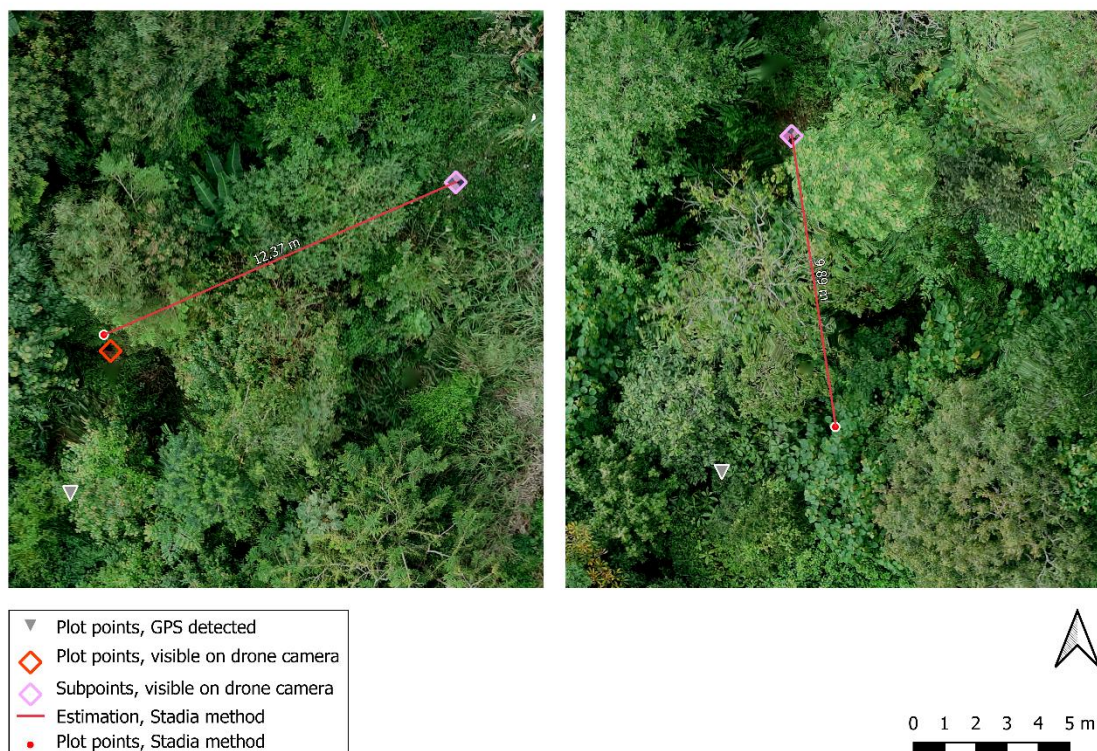 12.37 m
9.89 m
Plot points, GPS detected
Plot points, visible on drone camera
Subpoints, visible on drone camera
Estimation, Stadia method
Plot points, Stadia method
0 1 2 3 4 5 m